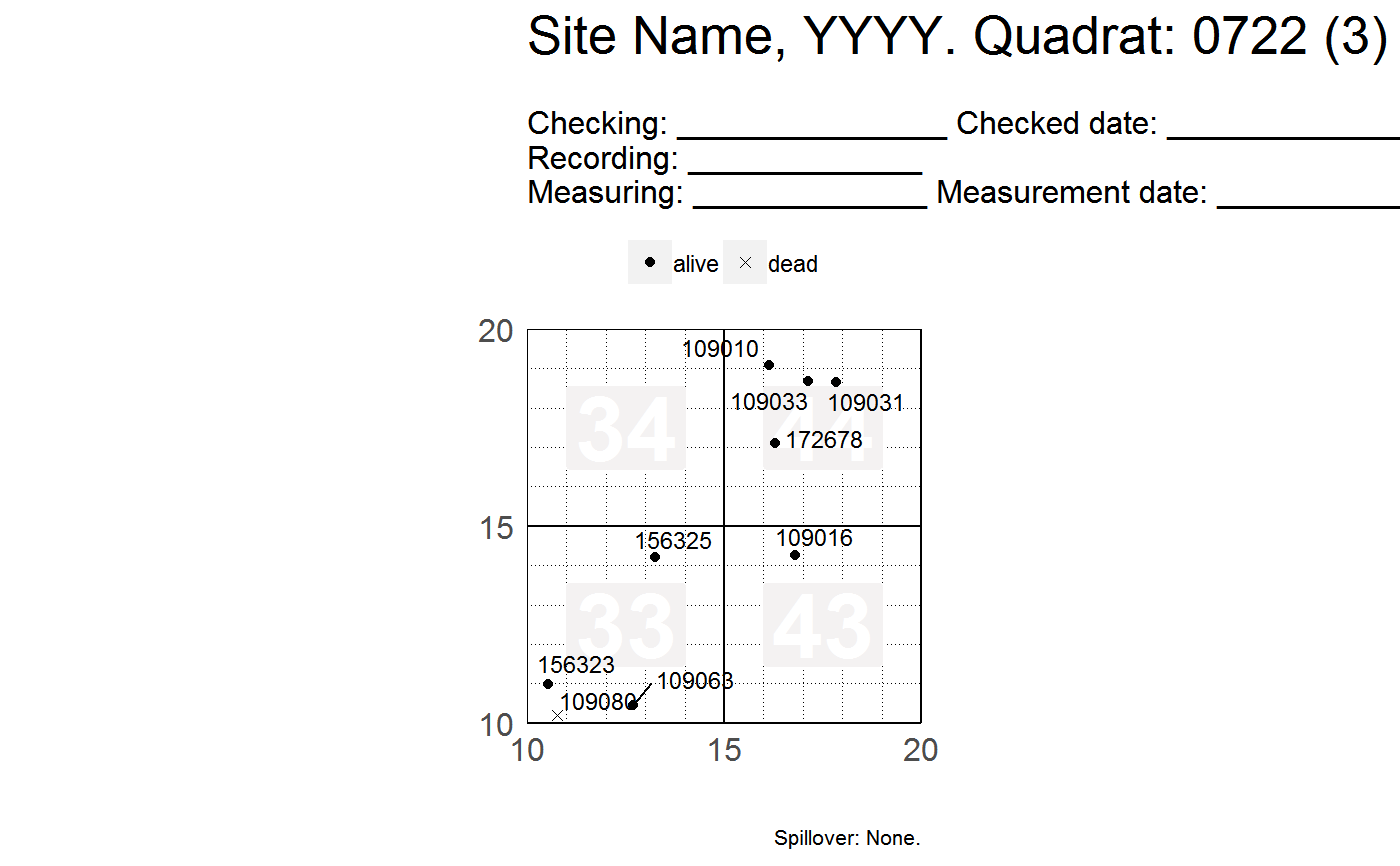 Site Name, YYYY. Quadrat: 0722 (3)
Checking: ________________ Checked date: ______________
Recording: ______________
Measuring: ______________ Measurement date: ___________
alive dead
20
109010
109033 109031
34 44
172678
15
156325 109016
33 43
156323
109063
109080
10
10 15 20
Spillover: None.